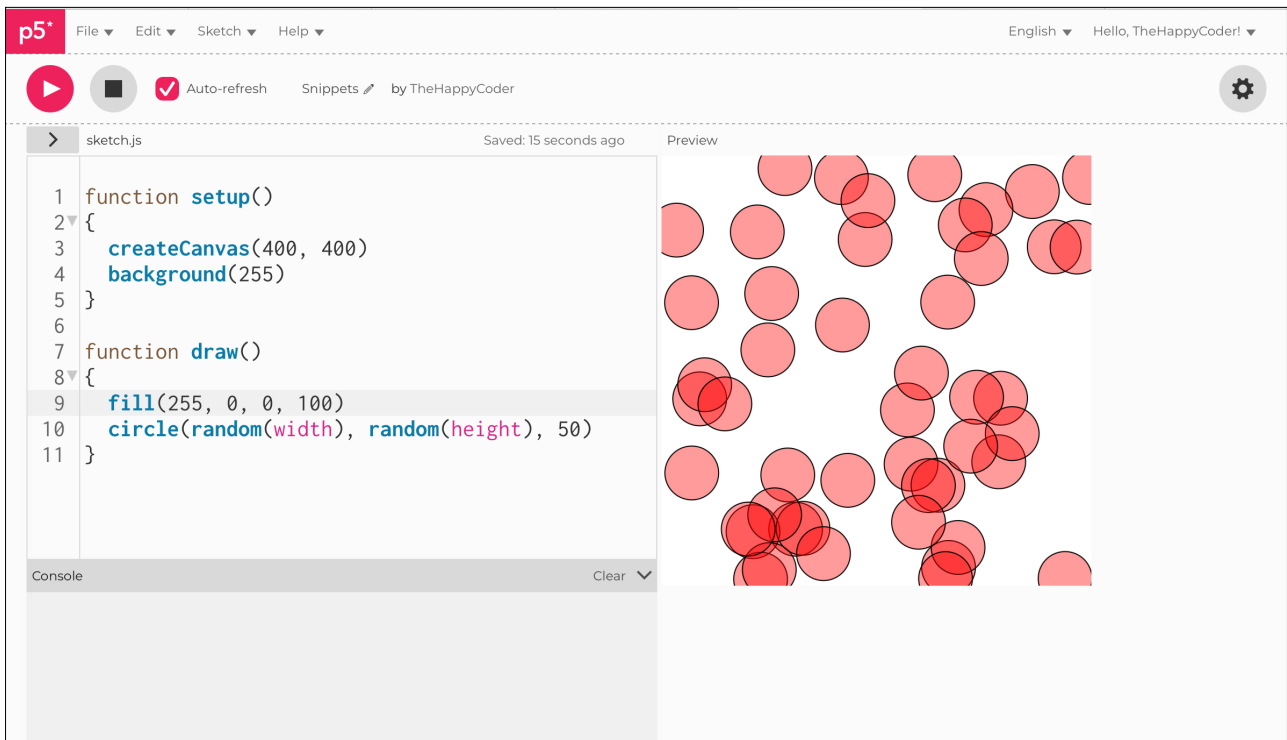 p5* File Edit Sketch Help English Hello, TheHappyCoder!
Auto-refresh Snippets by TheHappyCoder
sketch.js Saved: 15 seconds ago Preview
1 function setup()
2 {
3   createCanvas(400, 400)
4   background(255)
5 }
6
7 function draw()
8 {
9   fill(255, 0, 0, 100)
10   circle(random(width), random(height), 50)
11 }
Console Clear